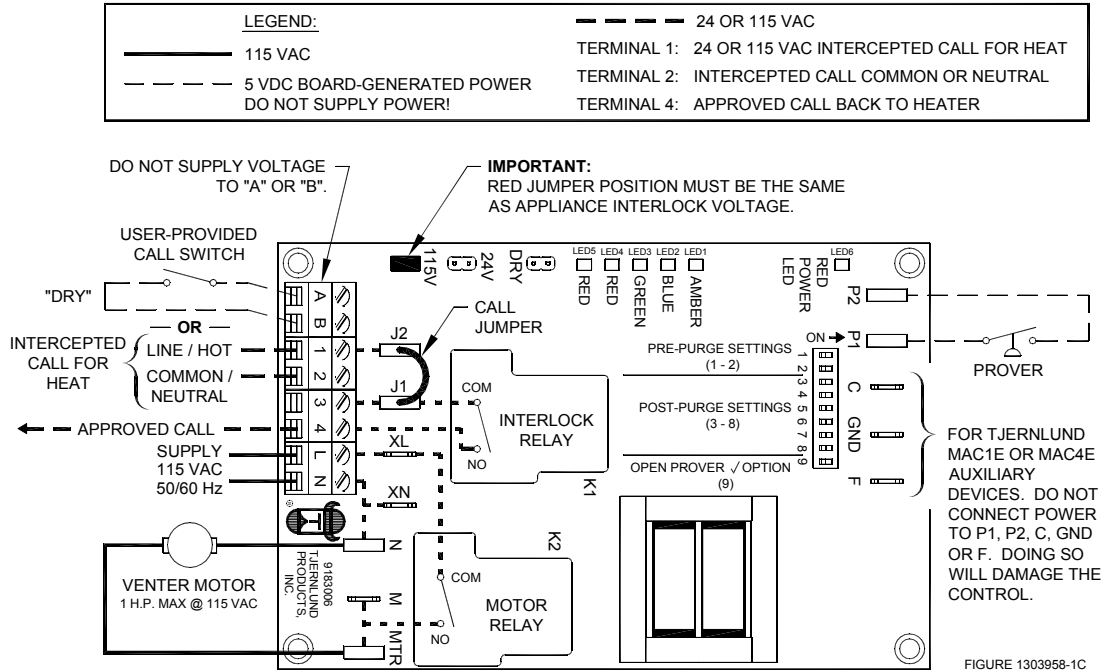 LEGEND:
115 VAC
5 VDC BOARD-GENERATED POWER
DO NOT SUPPLY POWER!
24 OR 115 VAC
TERMINAL 1: 24 OR 115 VAC INTERCEPTED CALL FOR HEAT
TERMINAL 2: INTERCEPTED CALL COMMON OR NEUTRAL
TERMINAL 4: APPROVED CALL BACK TO HEATER
DO NOT SUPPLY VOLTAGE
TO "A" OR "B".
IMPORTANT:
RED JUMPER POSITION MUST BE THE SAME
AS APPLIANCE INTERLOCK VOLTAGE.
USER-PROVIDED
CALL SWITCH
"DRY"
OR
INTERCEPTED
CALL FOR
HEAT
LINE / HOT
COMMON /
NEUTRAL
APPROVED CALL
SUPPLY
115 VAC
50/60 Hz
A
B
1
2
3
4
L
N
115V
24V
DRY
LED5
LED4
LED3
LED2
LED1
RED
RED
GREEN
BLUE
AMBER
LED6
RED
POWER
LED
P2
P1
ON
PROVER
CALL
JUMPER
J2
J1
COM
NO
INTERLOCK
RELAY
K1
PRE-PURGE SETTINGS
(1 - 2)
POST-PURGE SETTINGS
(3 - 8)
OPEN PROVER √ OPTION
(9)
1
2
3
4
5
6
7
8
9
C
GND
F
FOR TJERNLUND
MAC1E OR MAC4E
AUXILIARY
DEVICES. DO NOT
CONNECT POWER
TO P1, P2, C, GND
OR F. DOING SO
WILL DAMAGE THE
CONTROL.
XL
XN
N
M
MTR
9183006
TJERNLUND
PRODUCTS,
INC.
VENTER MOTOR
1 H.P. MAX @ 115 VAC
COM
NO
MOTOR
RELAY
K2
FIGURE 1303958-1C